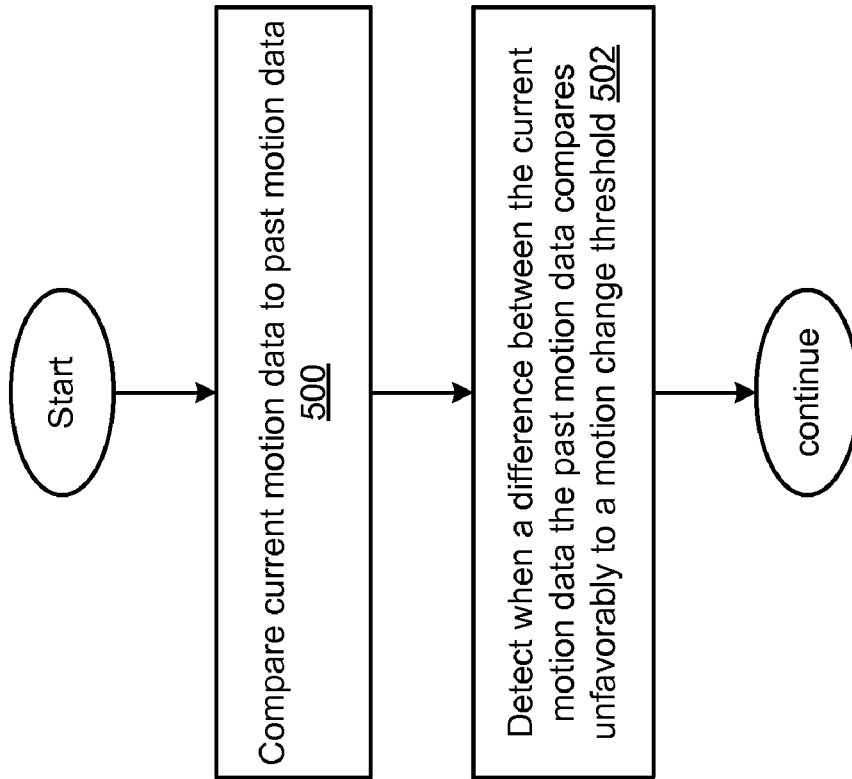 Start
Compare current motion data to past motion data
500
Detect when a difference between the current
motion data the past motion data compares
unfavorably to a motion change threshold 502
continue